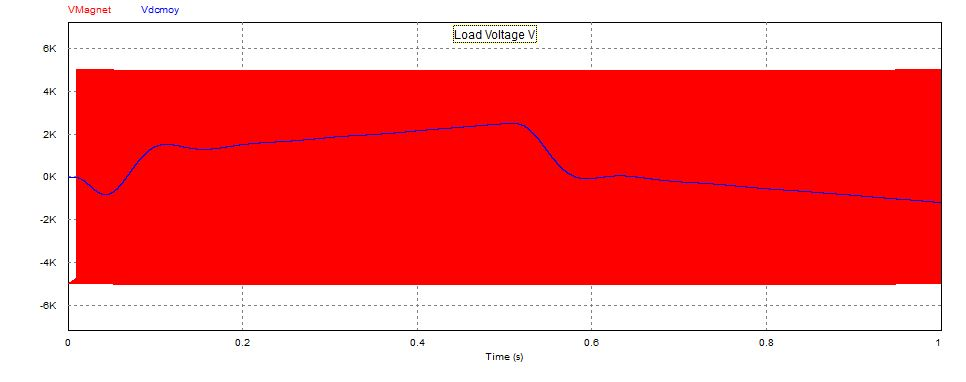 VMagnet Vdcmoy
Load Voltage V
6K
4K
2K
0K
-2K
-4K
-6K
0 0.2 0.4 0.6 0.8 1
Time (s)